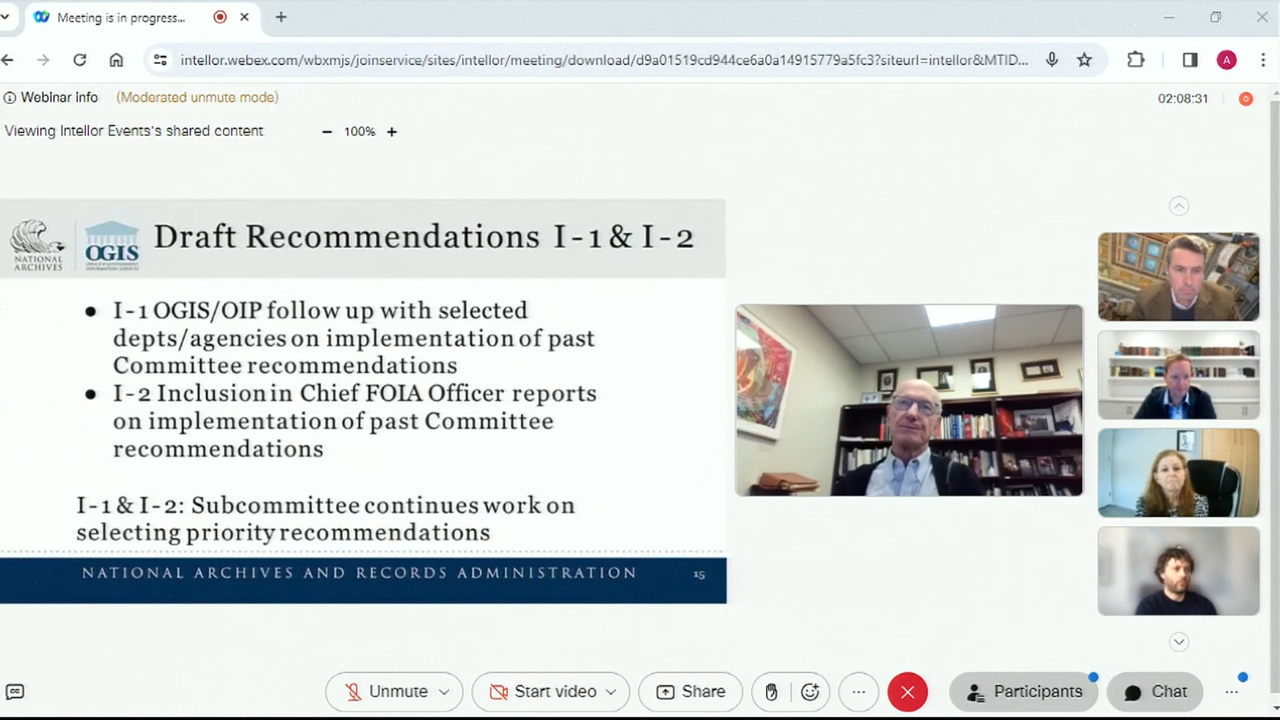 Meeting is in progress...
intellor.webex.com/wbxmjs/joinservice/sites/intellor/meeting/download/d9a01519cd944ce6a0a14915779a5fc3?siteurl=intellor&MTID...
A
Webinar Info (Moderated unmute mode)
02:08:31
Viewing Intellor Events's shared content
100%
NATIONAL
ARCHIVES
OGIS
Draft Recommendations I-1 & I-2
● I-1 OGIS/OIP follow up with selected
depts/agencies on implementation of past
Committee recommendations
● I-2 Inclusion in Chief FOIA Officer reports
on implementation of past Committee
recommendations
I-1 & I-2: Subcommittee continues work on
selecting priority recommendations
NATIONAL ARCHIVES AND RECORDS ADMINISTRATION
15
Unmute
Start video
Share
Participants
Chat